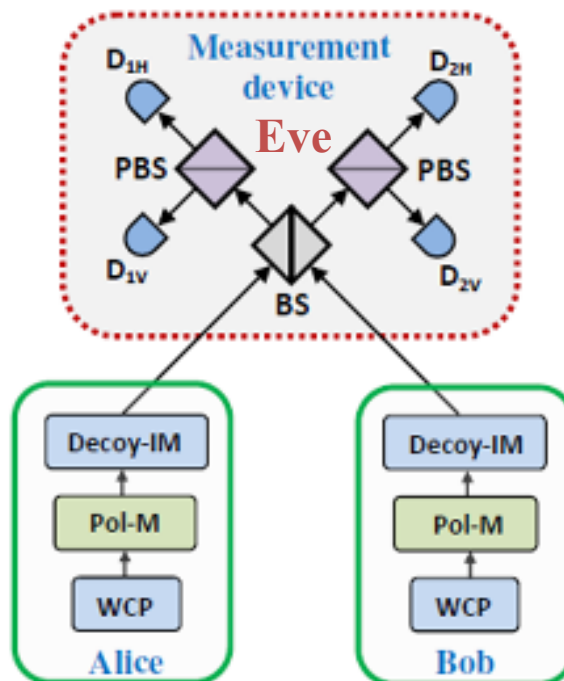 Measurement
device
Eve
D1H
D2H
PBS
PBS
D1V
D2V
BS
Decoy-IM
Pol-M
WCP
Alice
Decoy-IM
Pol-M
WCP
Bob